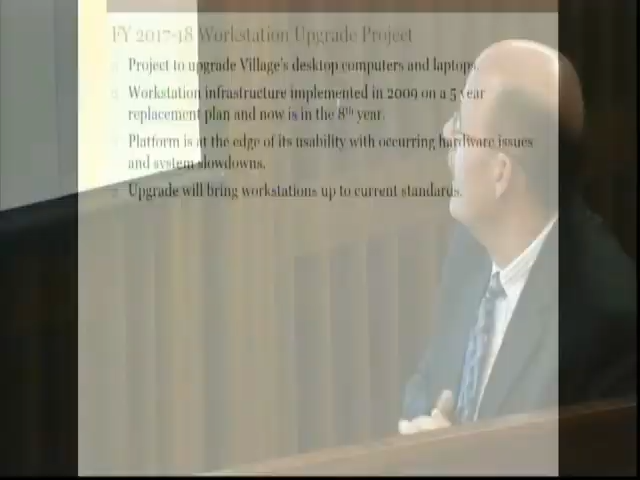 FY 2017-18 Workstation Upgrade Project
Project to upgrade Village's desktop computers and laptops.
Workstation infrastructure implemented in 2009 on a 5 year
replacement plan and now is in the 8th year.
Platform is at the edge of its usability with occurring hardware issues
and system slowdowns.
Upgrade will bring workstations up to current standards.